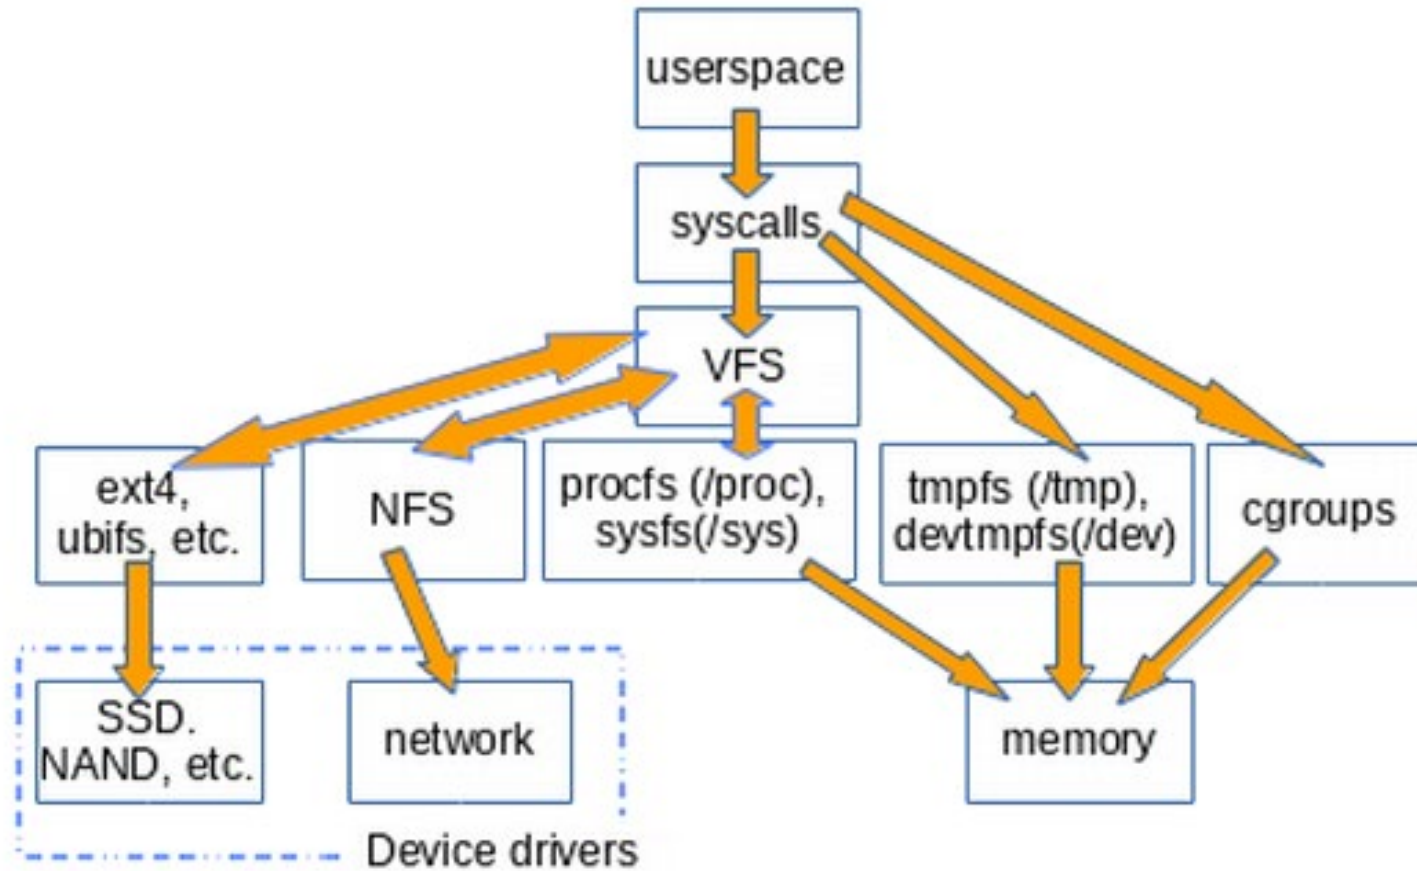 userspace
syscalls
VFS
ext4,
ubifs, etc.
NFS
procfs (/proc),
sysfs(/sys)
tmpfs (/tmp),
devtmpfs(/dev)
cgroups
SSD.
NAND, etc.
network
memory
Device drivers